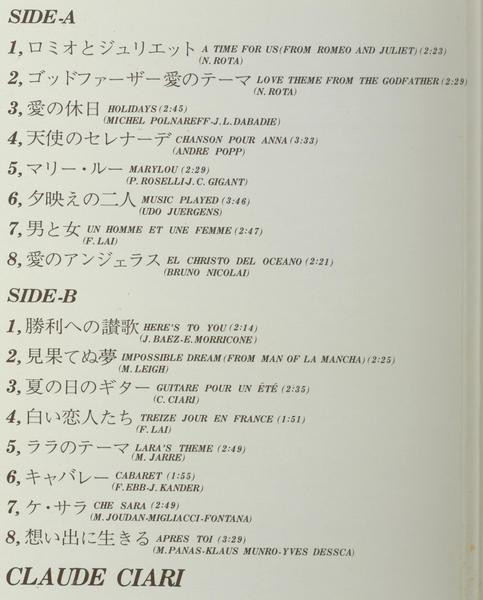 SIDE-A
1, ロミオとジュリエット A TIME FOR US (FROM ROMEO AND JULIET) (2:23)
(N. ROTA)
2, ゴッドファーザー愛のテーマ LOVE THEME FROM THE GODFATHER (2:29)
(N. ROTA)
3, 愛の休日 HOLIDAYS (2:45)
(MICHEL POLNAREFF-J. L. DABADIE)
4, 天使のセレナーデ CHANSON POUR ANNA (3:33)
(ANDRE POPP)
5, マリー・ルー MARYLOU (2:29)
(P. ROSELLI-J. C. GIGANT)
6, 夕映えの二人 MUSIC PLAYED (3:46)
(UDO JUERGENS)
7, 男と女 UN HOMME ET UNE FEMME (2:47)
(F. LAI)
8, 愛のアンジェラス EL CHRISTO DEL OCEANO (2:21)
(BRUNO NICOLAI)
SIDE-B
1, 勝利への讃歌 HERE'S TO YOU (2:14)
(J. BAEZ-E. MORRICONE)
2, 見果てぬ夢 IMPOSSIBLE DREAM (FROM MAN OF LA MANCHA) (2:25)
(M. LEIGH)
3, 夏の日のギター GUITARE POUR UN ÉTÉ (2:35)
(C. CIARI)
4, 白い恋人たち TREIZE JOUR EN FRANCE (1:51)
(F. LAI)
5, ララのテーマ LARA'S THEME (2:49)
(M. JARRE)
6, キャバレー CABARET (1:55)
(F. EBB-J. KANDER)
7, ケ・サラ CHE SARA (2:49)
(M. JOUDAN-MIGLIACCI-FONTANA)
8, 想い出に生きる APRES TOI (3:29)
(M. PANAS-KLAUS MUNRO-YVES DESSCA)
CLAUDE CIARI